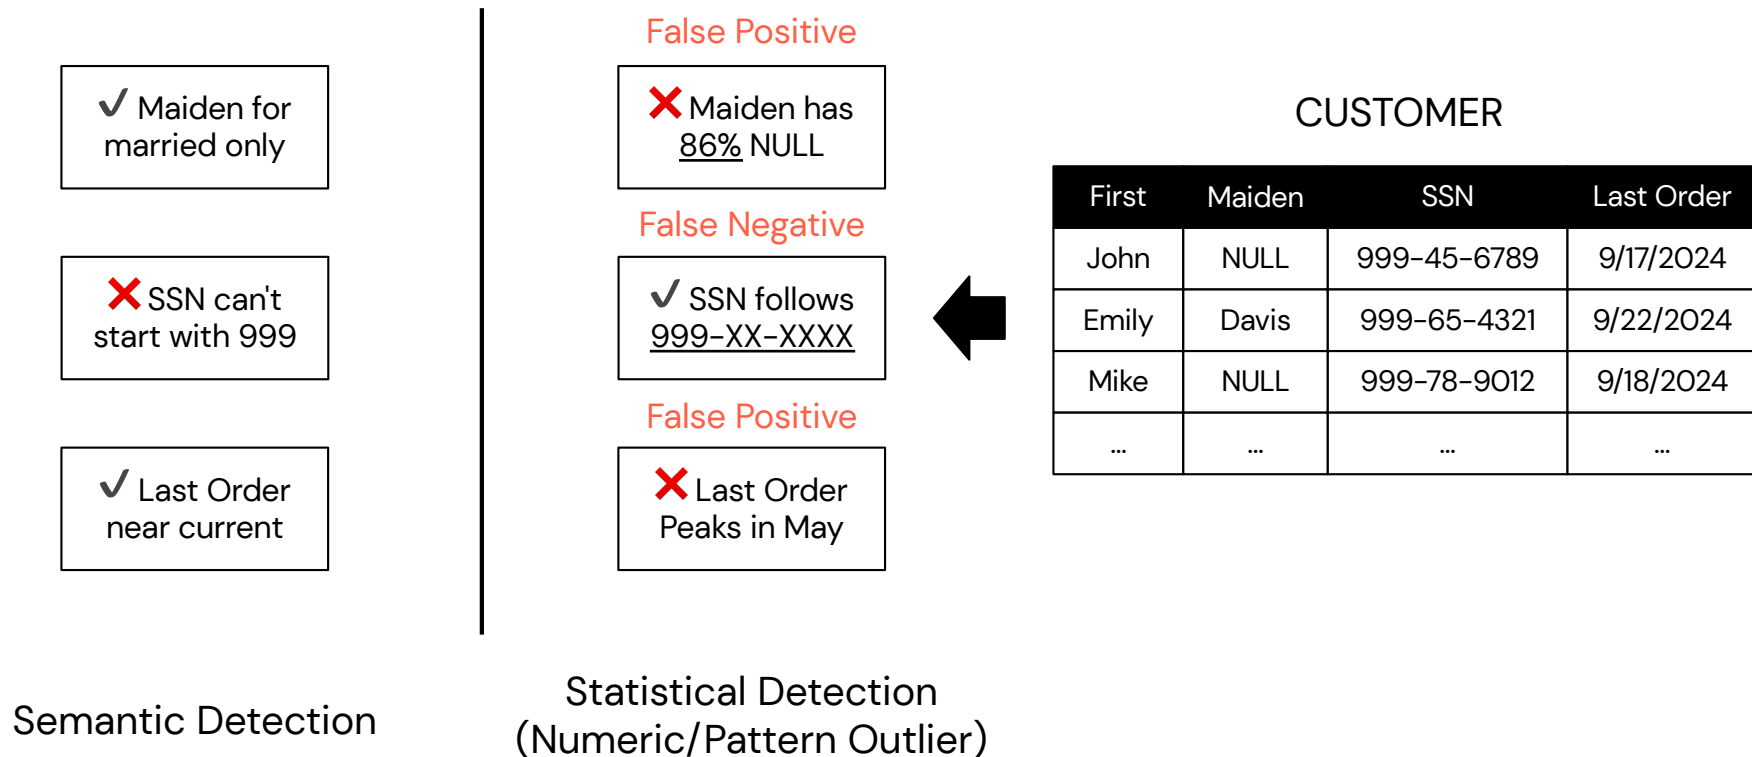 ✔ Maiden for
married only
❌ SSN can't
start with 999
✔ Last Order
near current
Semantic Detection
False Positive
❌ Maiden has
86% NULL
False Negative
✔ SSN follows
999-XX-XXXX
False Positive
❌ Last Order
Peaks in May
Statistical Detection
(Numeric/Pattern Outlier)
CUSTOMER
First Maiden SSN Last Order
John NULL 999-45-6789 9/17/2024
Emily Davis 999-65-4321 9/22/2024
Mike NULL 999-78-9012 9/18/2024
... ... ... ...